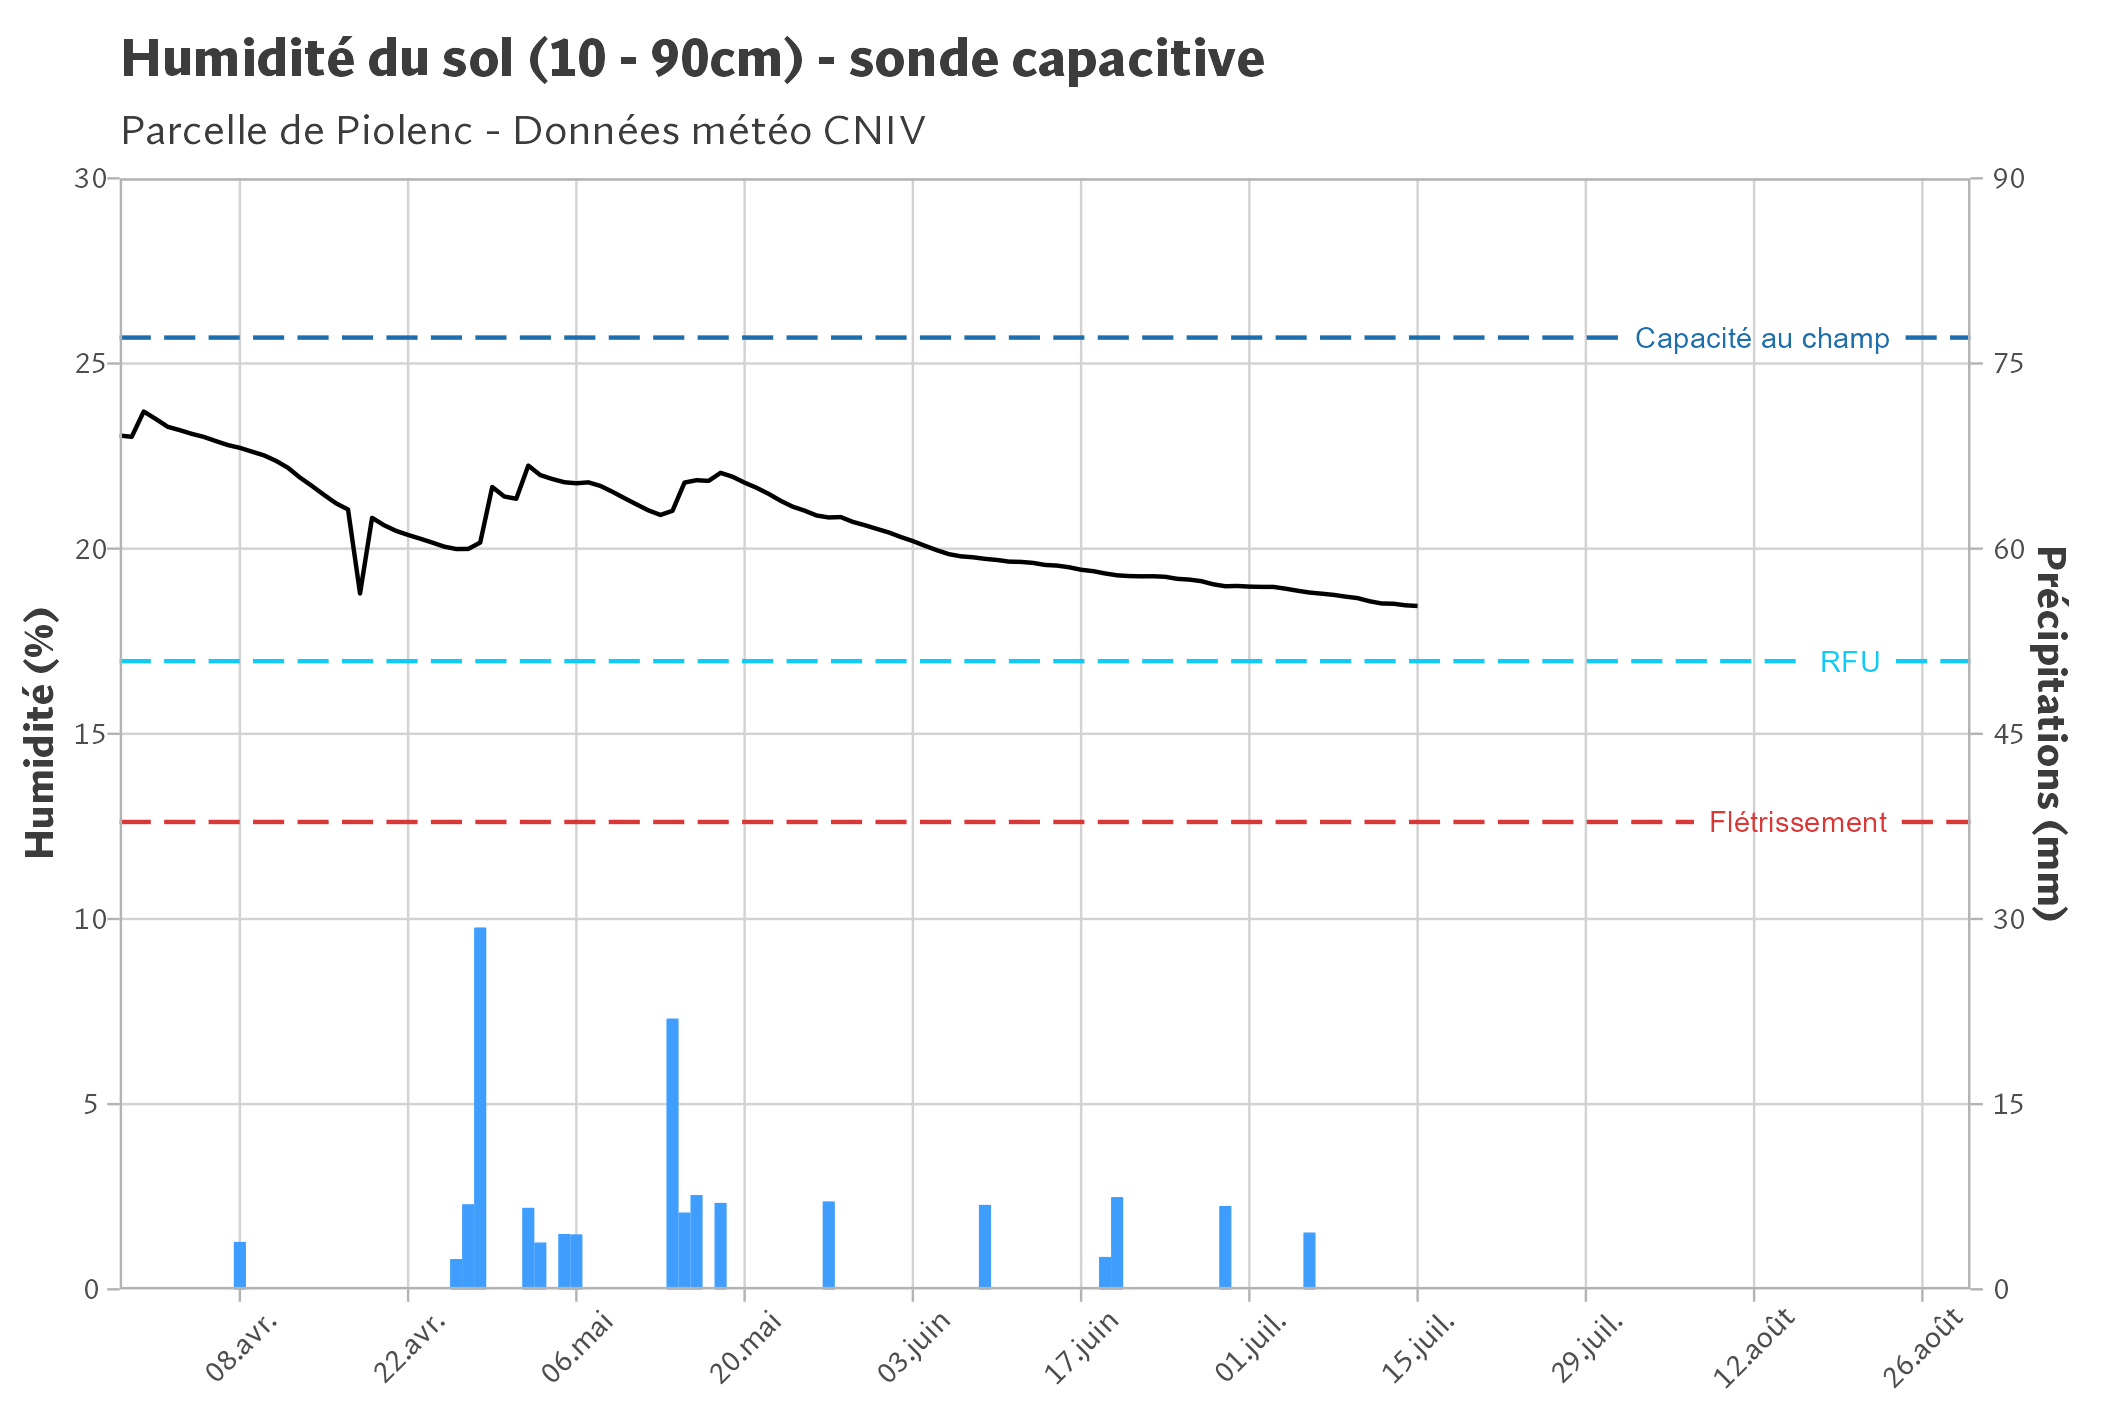 Humidité du sol (10 - 90cm) - sonde capacitive
Parcelle de Piolenc - Données météo CNIV
30
25
20
15
10
5
0
90
75
60
45
30
15
0
Humidité (%)
Précipitations (mm)
Capacité au champ
RFU
Flétrissement
08.avr.
22.avr.
06.mai
20.mai
03.juin
17.juin
01.juil.
15.juil.
29.juil.
12.août
26.août